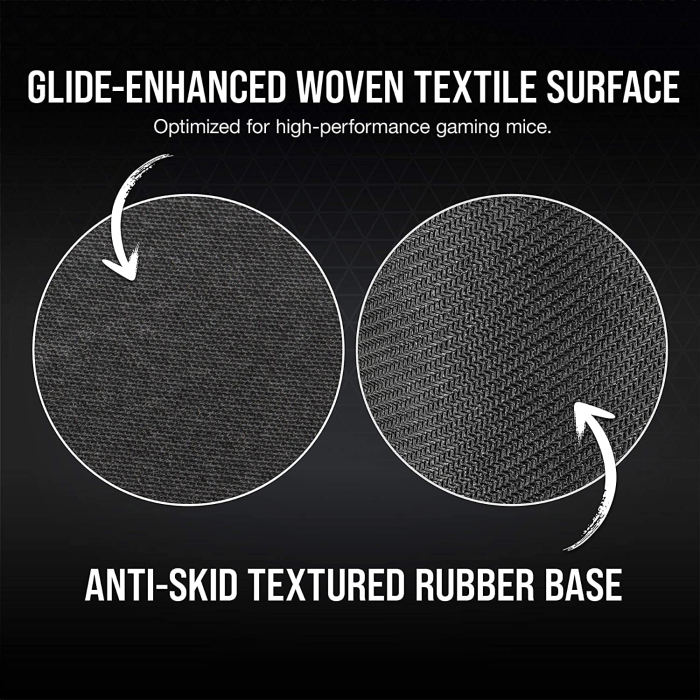 GLIDE-ENHANCED WOVEN TEXTILE SURFACE
Optimized for high-performance gaming mice.
ANTI-SKID TEXTURED RUBBER BASE